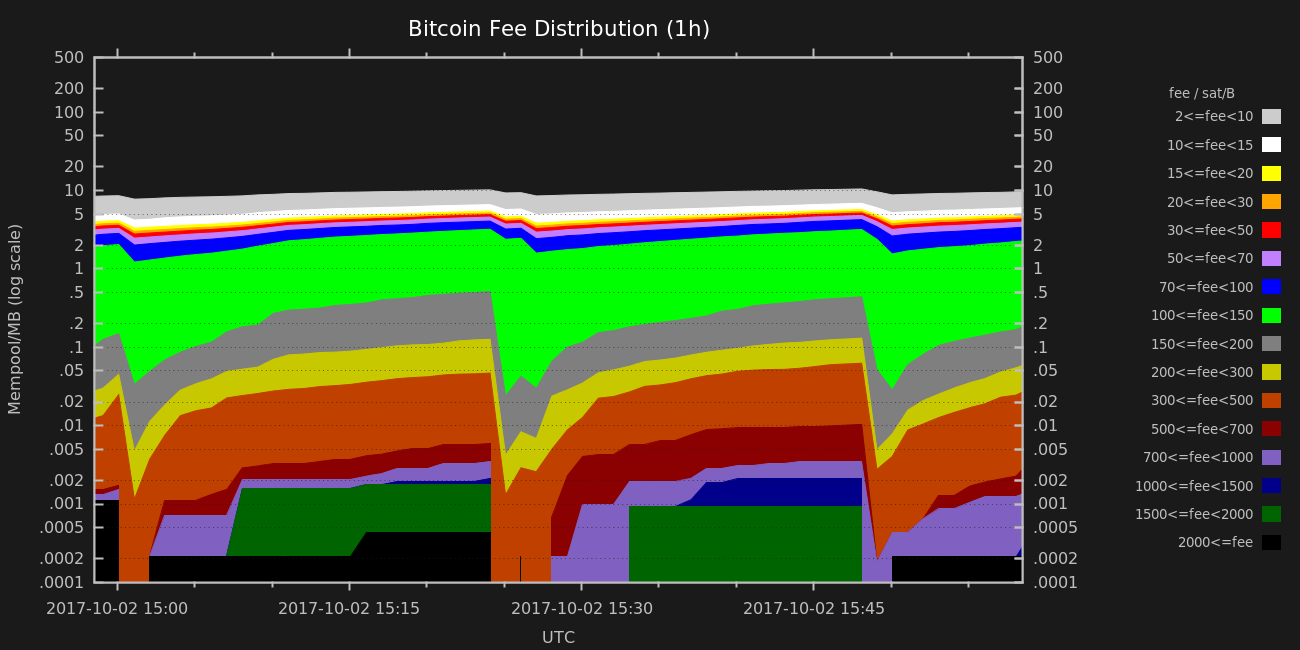 Bitcoin Fee Distribution (1h)
500
200
100
50
20
10
5
2
1
.5
.2
.1
.05
.02
.01
.005
.002
.001
.0005
.0002
.0001
Mempool/MB (log scale)
500
200
100
50
20
10
5
2
1
.5
.2
.1
.05
.02
.01
.005
.002
.001
.0005
.0002
.0001
2017-10-02 15:00 2017-10-02 15:15 2017-10-02 15:30 2017-10-02 15:45
UTC
fee / sat/B
2<=fee<10
10<=fee<15
15<=fee<20
20<=fee<30
30<=fee<50
50<=fee<70
70<=fee<100
100<=fee<150
150<=fee<200
200<=fee<300
300<=fee<500
500<=fee<700
700<=fee<1000
1000<=fee<1500
1500<=fee<2000
2000<=fee